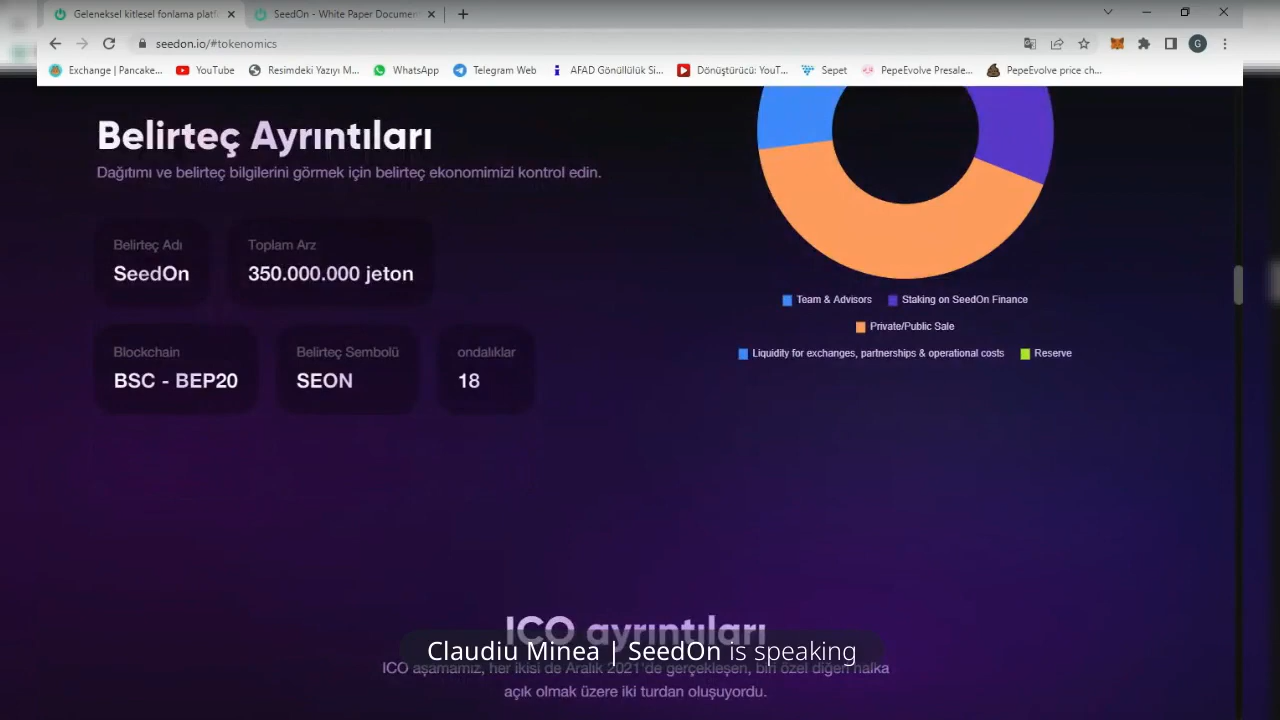 Geleneksel kitlesel fonlama platf
SeedOn - White Paper Document
seedon.io/#tokenomics
G
Exchange | Pancake...
YouTube
Resimdeki Yazıyı M...
WhatsApp
Telegram Web
AFAD Gönüllülük Si...
Dönüştürücü: YouT...
Sepet
PepeEvolve Presale...
PepeEvolve price ch...
Belirteç Ayrıntıları
Dağıtımı ve belirteç bilgilerini görmek için belirteç ekonomimizi kontrol edin.
Belirteç Adı
SeedOn
Toplam Arz
350.000.000 jeton
Blockchain
BSC - BEP20
Belirteç Sembolü
SEON
ondalıklar
18
Team & Advisors
Staking on SeedOn Finance
Private/Public Sale
Liquidity for exchanges, partnerships & operational costs
Reserve
ICO ayrıntıları
Claudiu Minea | SeedOn is speaking
ICO aşamamız, her ikisi de Aralık 2021'de gerçekleşen, biri özel diğeri halka
açık olmak üzere iki turdan oluşuyordu.